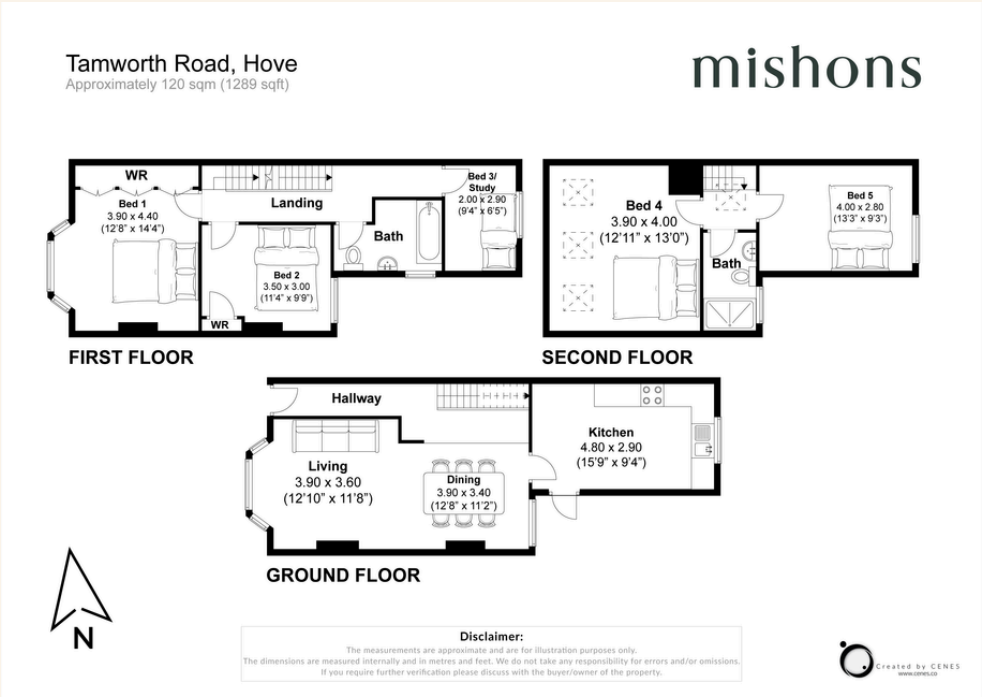 Tamworth Road, Hove
Approximately 120 sqm (1289 sqft)
mishons
WR
Bed 1
3.90 x 4.40
(12'8" x 14'4")
Landing
Bed 2
3.50 x 3.00
(11'4" x 9'9")
WR
Bath
Bed 3/
Study
2.00 x 2.90
(9'4" x 6'5")
FIRST FLOOR
Bed 4
3.90 x 4.00
(12'11" x 13'0")
Bath
Bed 5
4.00 x 2.80
(13'3" x 9'3")
SECOND FLOOR
Hallway
Living
3.90 x 3.60
(12'10" x 11'8")
Dining
3.90 x 3.40
(12'8" x 11'2")
Kitchen
4.80 x 2.90
(15'9" x 9'4")
GROUND FLOOR
N
Disclaimer:
The measurements are approximate and are for illustration purposes only.
The dimensions are measured internally and in metres and feet. We do not take any responsibility for errors and/or omissions.
If you require further verification please discuss with the buyer/owner of the property.
Created by CENES
www.cenes.co